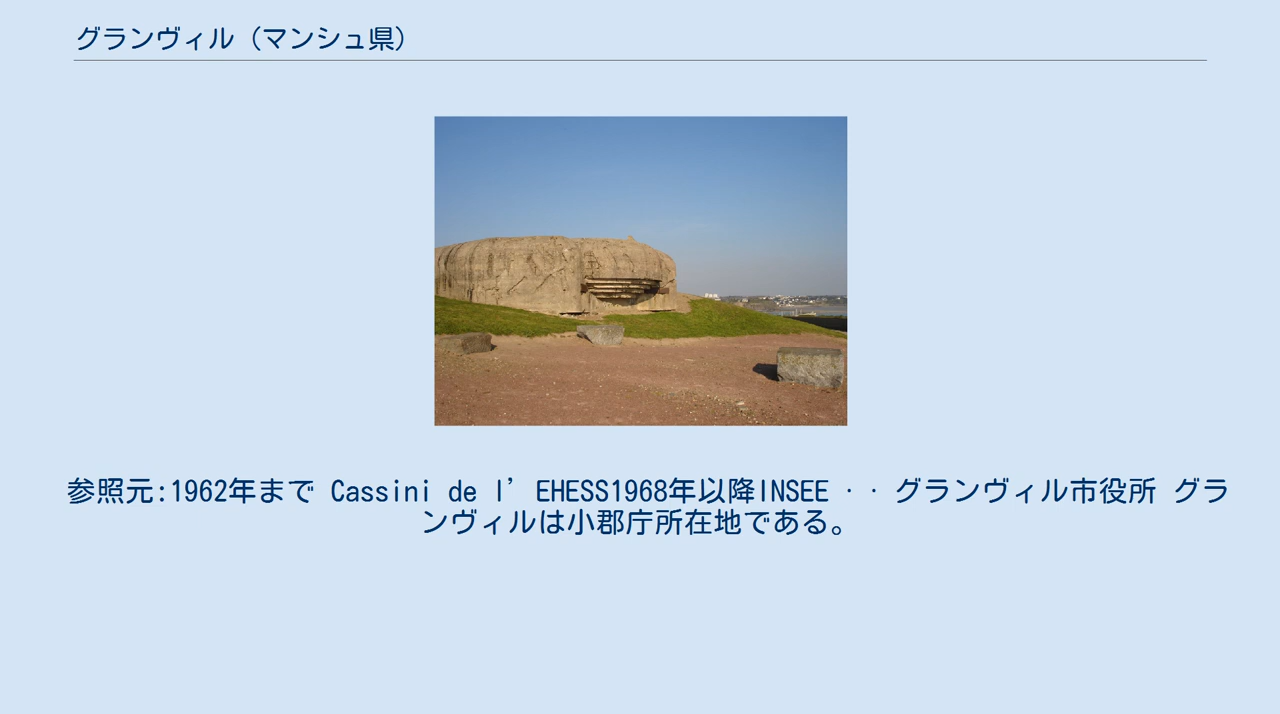 グランヴィル（マンシュ県）
参照元:1962年まで Cassini de l’ EHESS1968年以降INSEE · · グランヴィル市役所 グラ
ンヴィルは小郡庁所在地である。